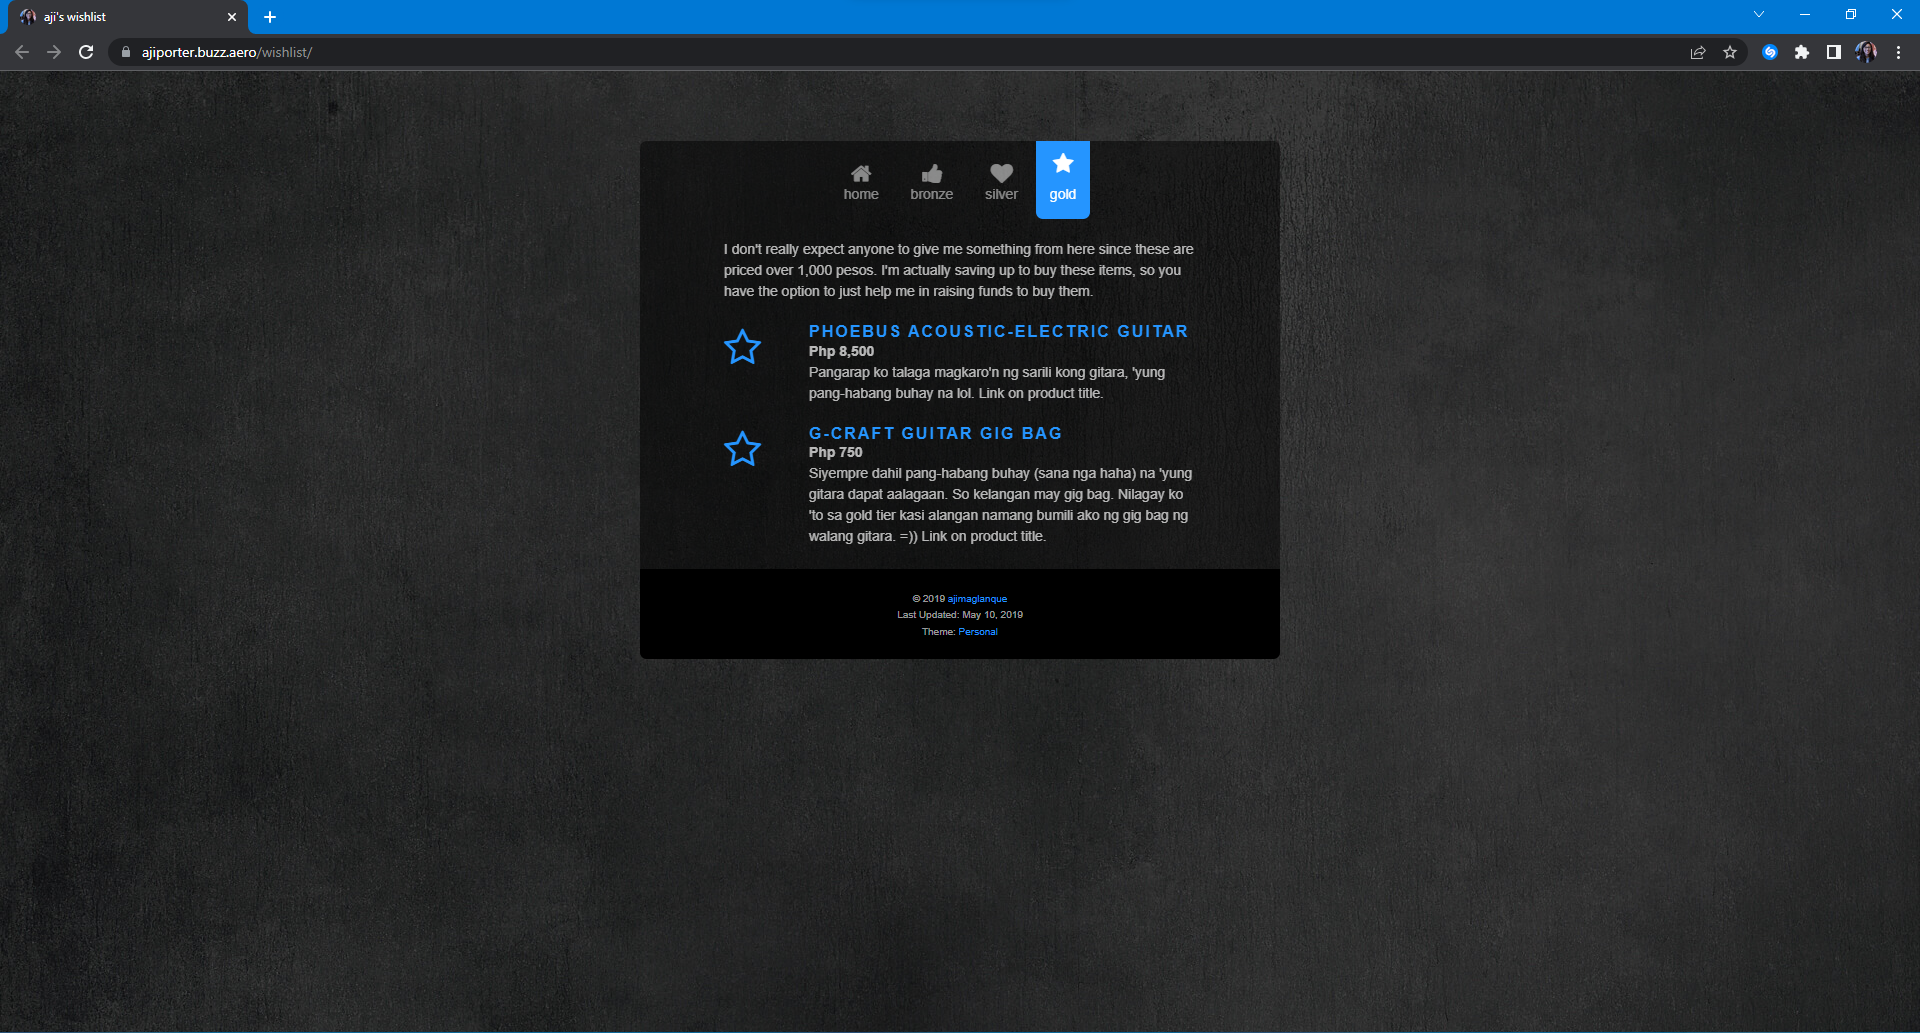 aji's wishlist
ajiporter.buzz.aero/wishlist/
home bronze silver gold
I don't really expect anyone to give me something from here since these are
priced over 1,000 pesos. I'm actually saving up to buy these items, so you
have the option to just help me in raising funds to buy them.
PHOEBUS ACOUSTIC-ELECTRIC GUITAR
Php 8,500
Pangarap ko talaga magkaro'n ng sarili kong gitara, 'yung
pang-habang buhay na lol. Link on product title.
G-CRAFT GUITAR GIG BAG
Php 750
Siyempre dahil pang-habang buhay (sana nga haha) na 'yung
gitara dapat aalagaan. So kelangan may gig bag. Nilagay ko
'to sa gold tier kasi alangan namang bumili ako ng gig bag ng
walang gitara. =)) Link on product title.
© 2019 ajimaglanque
Last Updated: May 10, 2019
Theme: Personal